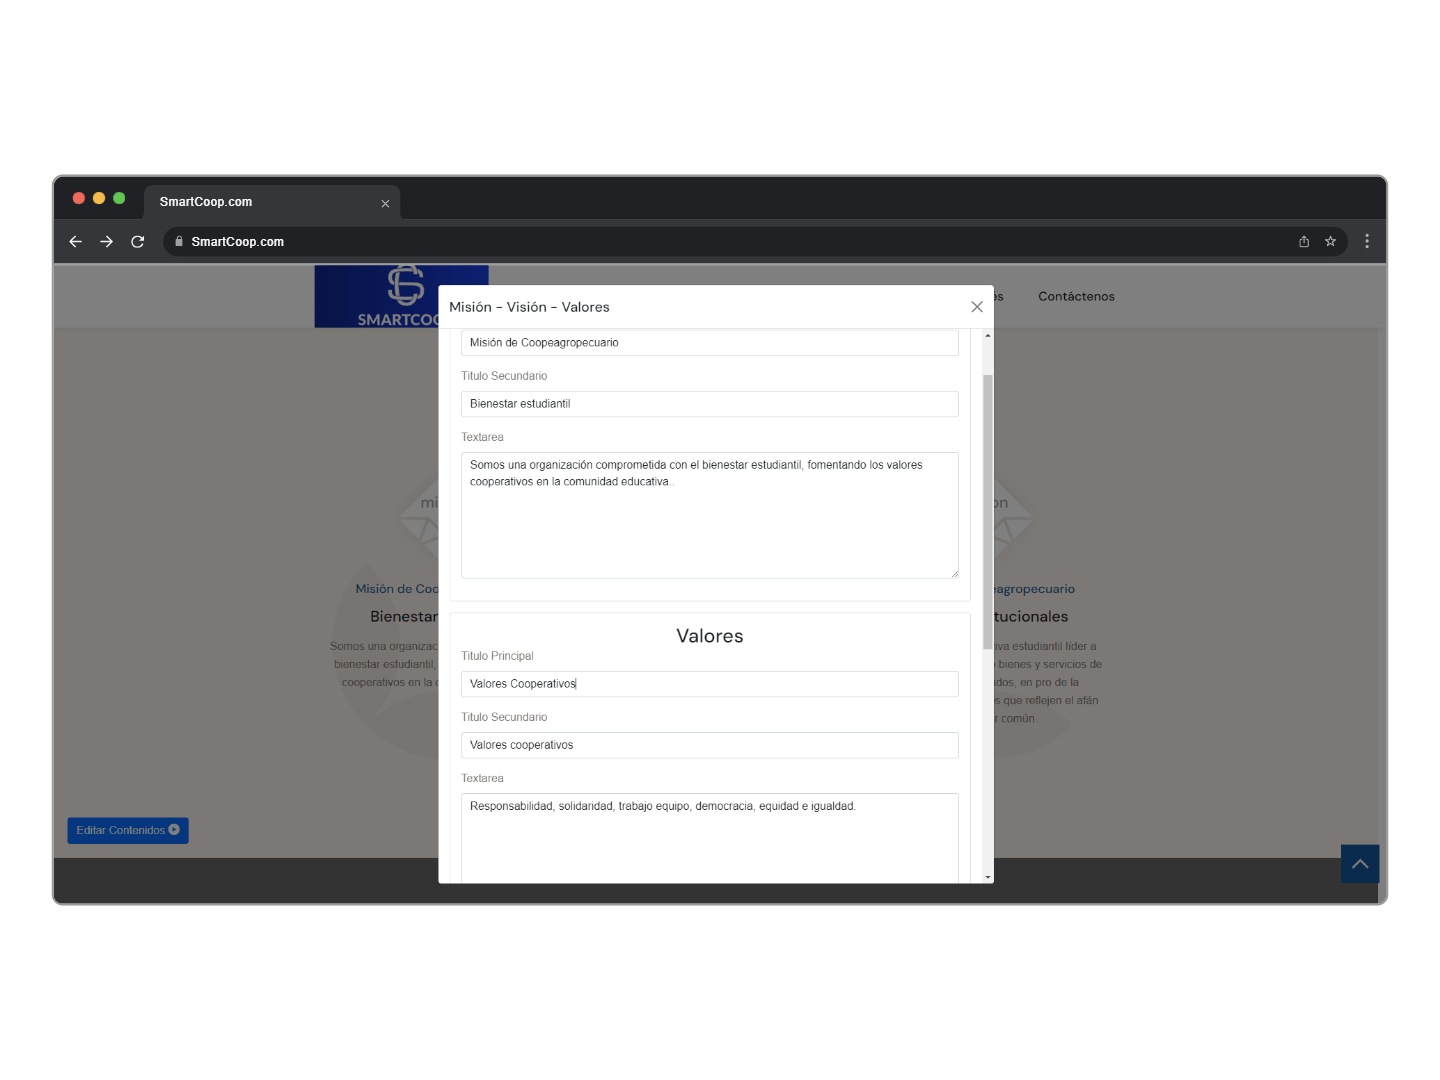 SmartCoop.com
SmartCoop.com
SMARTCOO
Contáctenos
Misión - Visión - Valores
Misión de Coopeagropecuario
Titulo Secundario
Bienestar estudiantil
Textarea
Somos una organización comprometida con el bienestar estudiantil, fomentando los valores
cooperativos en la comunidad educativa..
Valores
Titulo Principal
Valores Cooperativos
Titulo Secundario
Valores cooperativos
Textarea
Responsabilidad, solidaridad, trabajo equipo, democracia, equidad e igualdad.
mi
Misión de Coo
Bienestar
Somos una organizac
bienestar estudiantil,
cooperativos en la c
on
eagropecuario
tucionales
iva estudiantil líder a
bienes y servicios de
dos, en pro de la
s que reflejen el afán
r común
Editar Contenidos